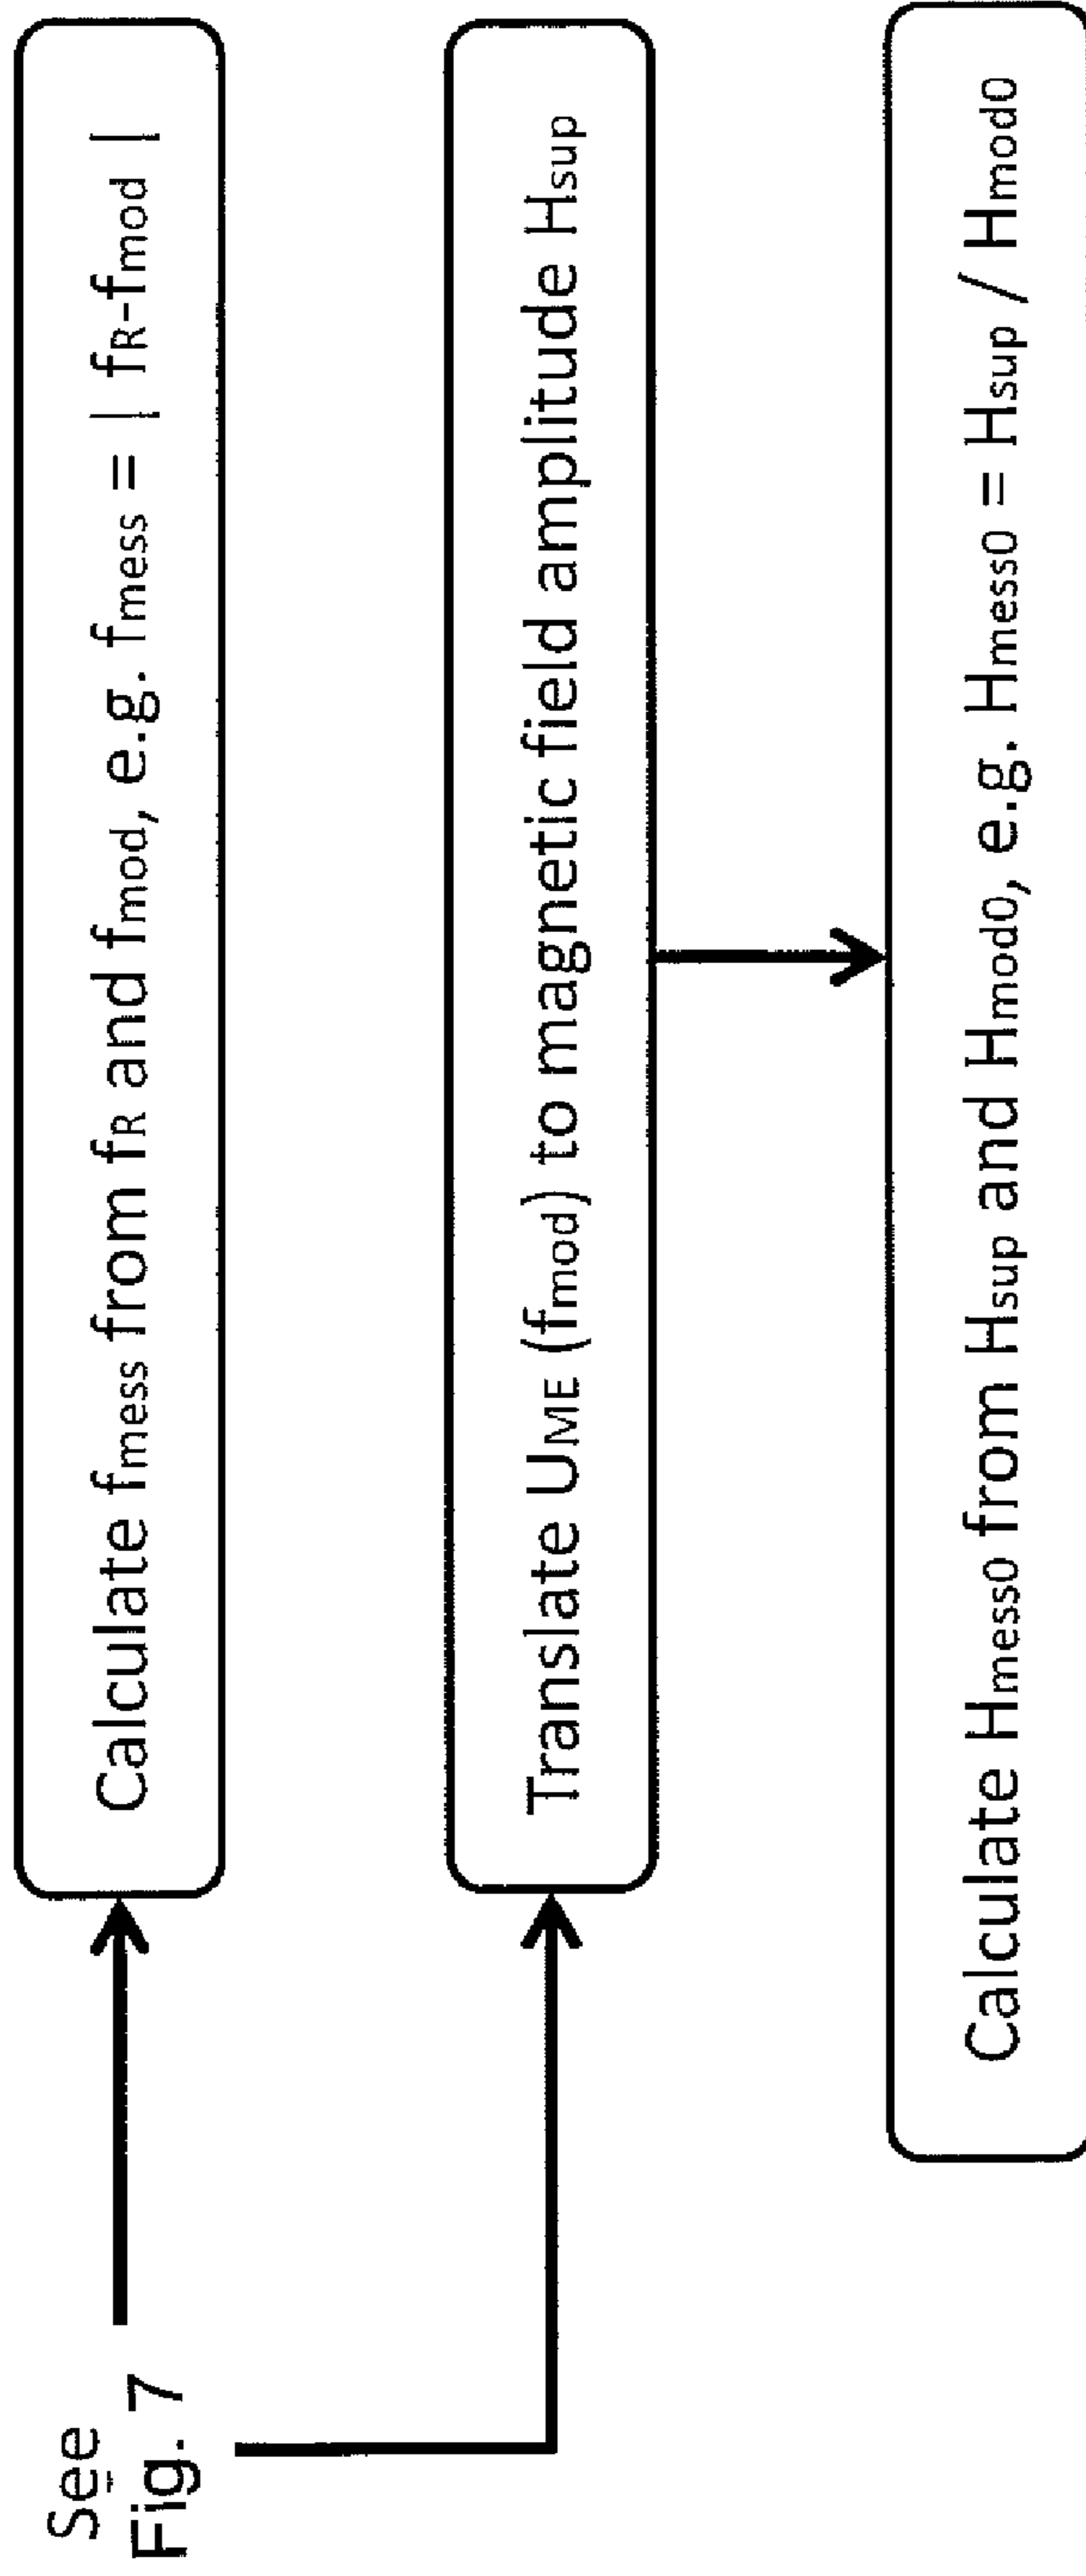 See
Fig. 7
Calculate fmess from fR and fmod, e.g. fmess = | fR-fmod |
Translate UME (fmod) to magnetic field amplitude Hsup
Calculate Hmess0 from Hsup and Hmod0, e.g. Hmess0 = Hsup / Hmod0